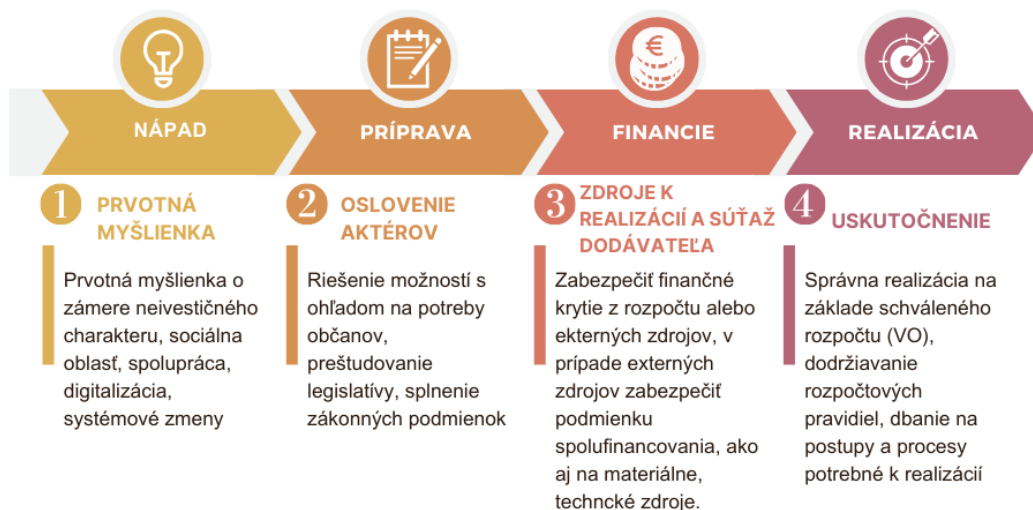 NÁPAD
PRÍPRAVA
FINANCIE
REALIZÁCIA
1 PRVOTNÁ
MYŠLIENKA
Prvotná myšlienka o
zámere neivestičného
charakteru, sociálna
oblasť, spolupráca,
digitalizácia,
systémové zmeny
2 OSLOVENIE
AKTÉROV
Riešenie možností s
ohľadom na potreby
občanov,
preštudovanie
legislatívy, splnenie
zákonných podmienok
3 ZDROJE K
REALIZÁCIÍ A SÚŤAŽ
DODÁVATEĽA
Zabezpečiť finančné
krytie z rozpočtu alebo
ekterných zdrojov, v
prípade externých
zdrojov zabezpečiť
podmienku
spolufinancovania, ako
aj na materiálne,
techncké zdroje.
4 USKUTOČNENIE
Správna realizácia na
základe schváleného
rozpočtu (VO),
dodržiavanie
rozpočtových
pravidiel, dbanie na
postupy a procesy
potrebné k realizácií